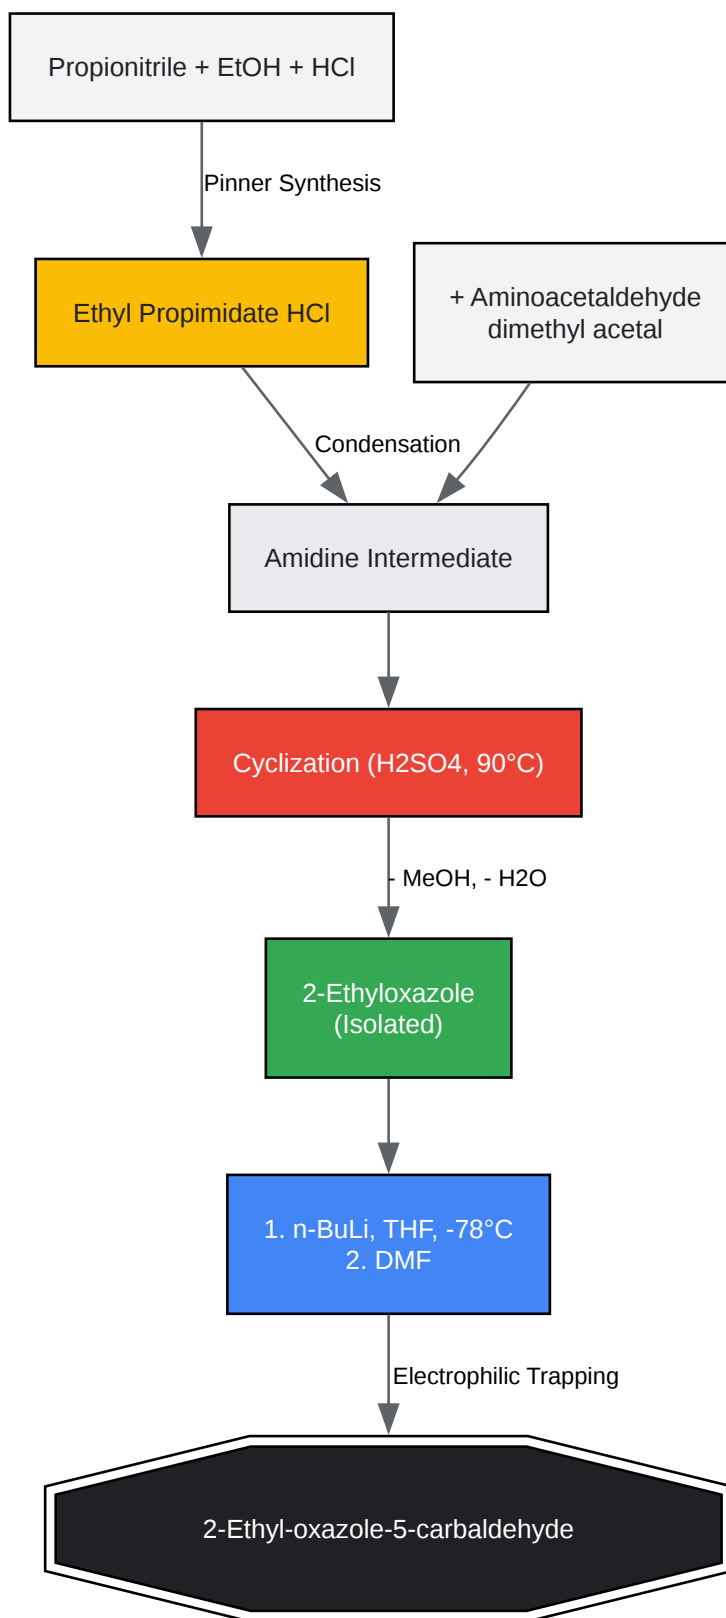 Propionitrile + EtOH + HCl
Pinner Synthesis
Ethyl Propimidate HCl
+ Aminoacetaldehyde
dimethyl acetal
Condensation
Amidine Intermediate
Cyclization (H2SO4, 90°C)
- MeOH, - H2O
2-Ethyloxazole
(Isolated)
1. n-BuLi, THF, -78°C
2. DMF
Electrophilic Trapping
2-Ethyl-oxazole-5-carbaldehyde